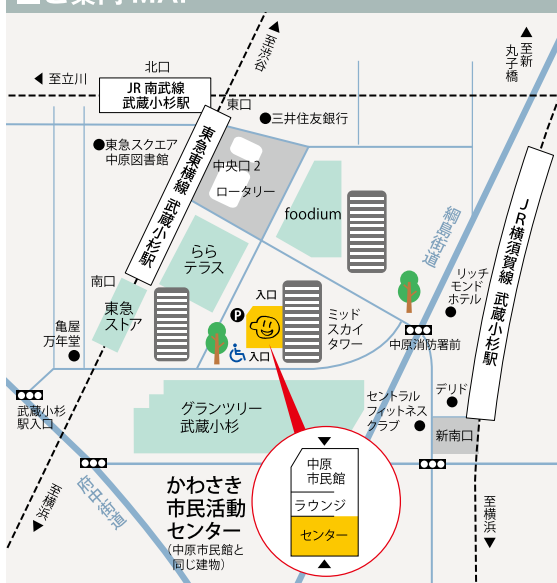 ご案内 MAP
至渋谷
至新
丸子橋
北口
至立川
JR 南武線
武蔵小杉駅
東口
三井住友銀行
東急スクエア
中原図書館
東急東横線 武蔵小杉駅
中央口 2
ロータリー
foodium
綱島街道
JR横須賀線 武蔵小杉駅
らら
テラス
南口
東急
ストア
リッチ
モンド
ホテル
P
入口
ミッド
スカイ
タワー
入口
亀屋
万年堂
中原消防署前
武蔵小杉
駅入口
グランツリー
武蔵小杉
セントラル
フィットネス
クラブ
デリド
新南口
至横浜
府中街道
かわさき
市民活動
センター
(中原市民館と
同じ建物)
中原
市民館
ラウンジ
センター
至横浜